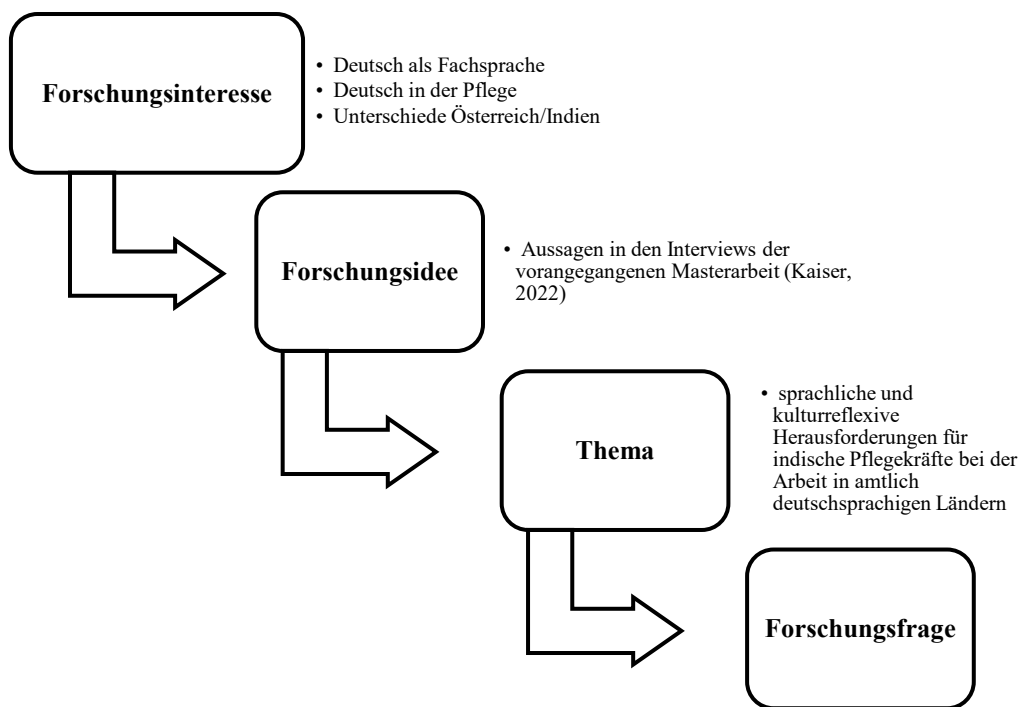 Forschungsinteresse
• Deutsch als Fachsprache
• Deutsch in der Pflege
• Unterschiede Österreich/Indien
Forschungsidee
• Aussagen in den Interviews der
vorangegangenen Masterarbeit (Kaiser,
2022)
Thema
• sprachliche und
kulturreflexive
Herausforderungen für
indische Pflegekräfte bei der
Arbeit in amtlich
deutschsprachigen Ländern
Forschungsfrage